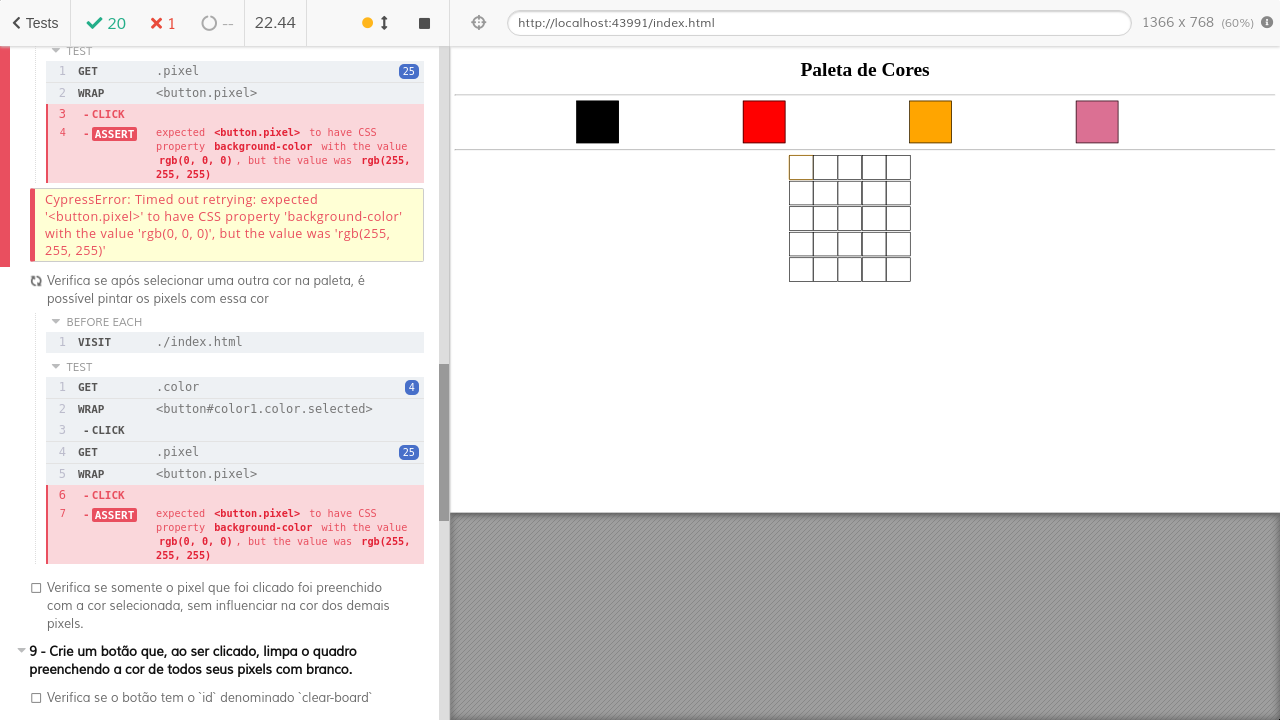 Tests
20
1
--
22.44
http://localhost:43991/index.html
1366 x 768 (60%)
TEST
1 GET .pixel 25
2 WRAP <button.pixel>
3 - CLICK
4 - ASSERT expected <button.pixel> to have CSS
property background-color with the value
rgb(0, 0, 0) , but the value was rgb(255,
255, 255)
CypressError: Timed out retrying: expected
'<button.pixel>' to have CSS property 'background-color'
with the value 'rgb(0, 0, 0)', but the value was 'rgb(255,
255, 255)'
Verifica se após selecionar uma outra cor na paleta, é
possível pintar os pixels com essa cor
BEFORE EACH
1 VISIT ./index.html
TEST
1 GET .color 4
2 WRAP <button#color1.color.selected>
3 - CLICK
4 GET .pixel 25
5 WRAP <button.pixel>
6 - CLICK
7 - ASSERT expected <button.pixel> to have CSS
property background-color with the value
rgb(0, 0, 0) , but the value was rgb(255,
255, 255)
Verifica se somente o pixel que foi clicado foi preenchido
com a cor selecionada, sem influenciar na cor dos demais
pixels.
9 - Crie um botão que, ao ser clicado, limpa o quadro
preenchendo a cor de todos seus pixels com branco.
Verifica se o botão tem o `id` denominado `clear-board`
Paleta de Cores